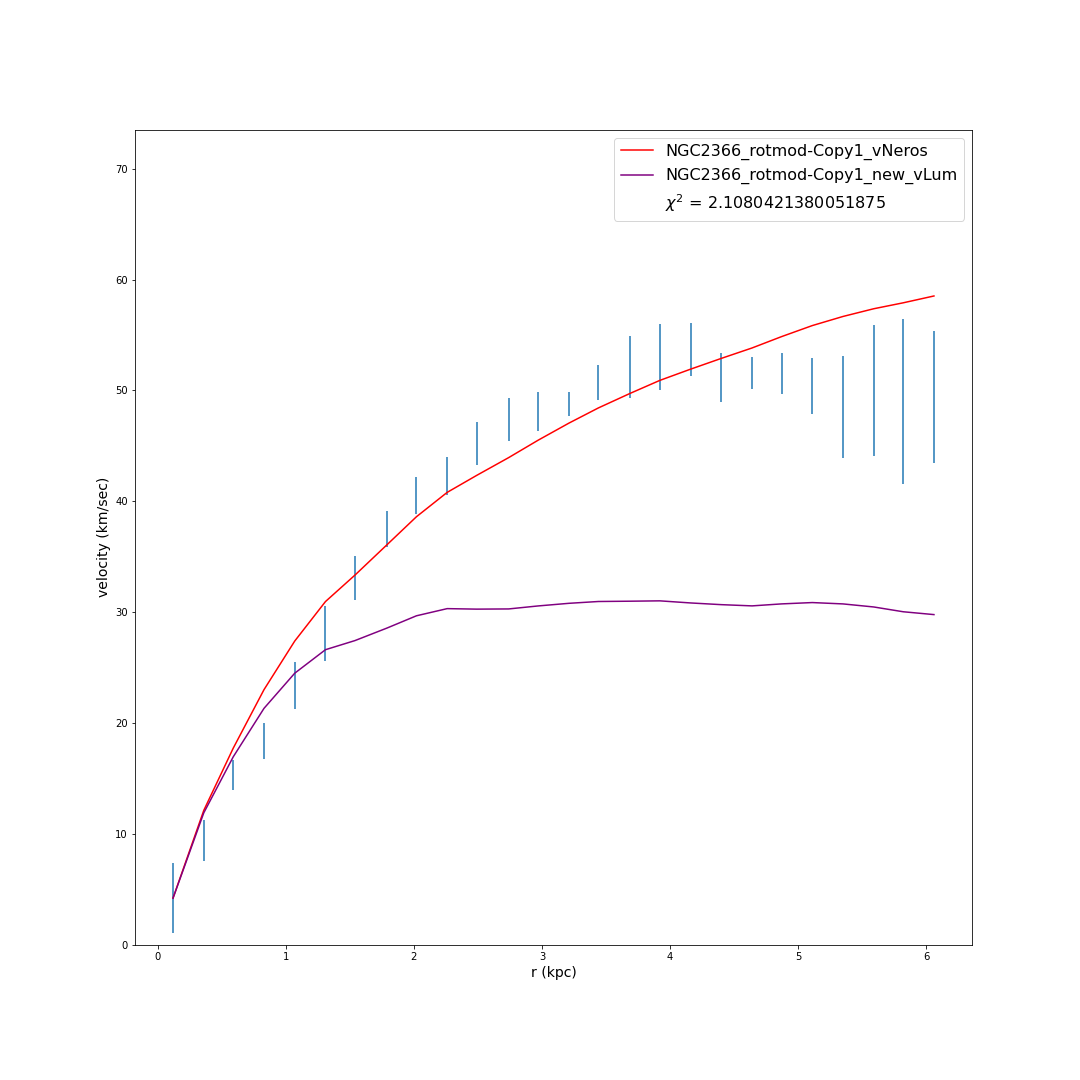 NGC2366_rotmod-Copy1_vNeros
NGC2366_rotmod-Copy1_new_vLum
χ² = 2.1080421380051875
70
60
50
40
30
20
10
0
velocity (km/sec)
0 1 2 3 4 5 6
r (kpc)